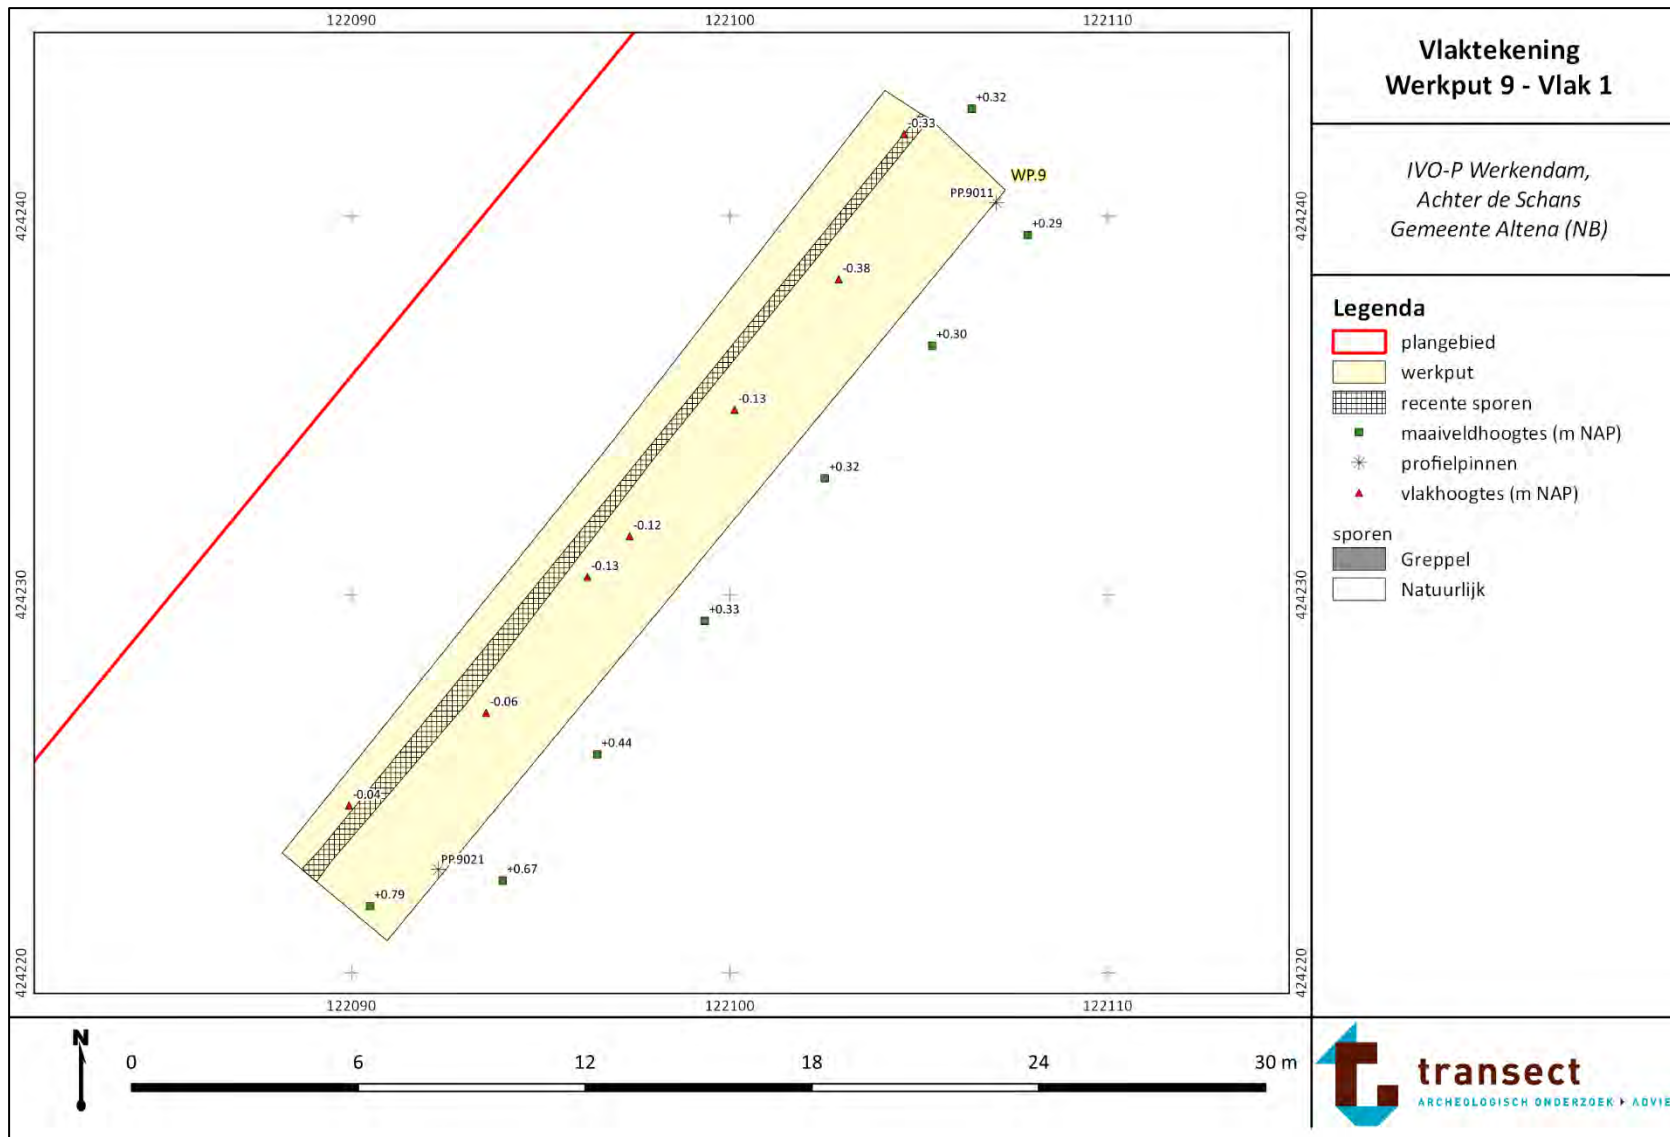 122090
122100
122110
Vlaktekening
Werkput 9 - Vlak 1
IVO-P Werkendam,
Achter de Schans
Gemeente Altena (NB)
+0.32
-0.33
WP.9
PP.9011
424240
424240
+0.29
-0.38
+0.30
-0.13
+0.32
-0.12
-0.13
424230
424230
+0.33
-0.06
+0.44
-0.04
PP.9021
+0.67
+0.79
424220
424220
122090
122100
122110
Legenda
plangebied
werkput
recente sporen
maaiveldhoogtes (m NAP)
profielpinnen
vlakhoogtes (m NAP)
sporen
Greppel
Natuurlijk
N
0
6
12
18
24
30 m
transect
ARCHEOLOGISCH ONDERZOEK ADVIE